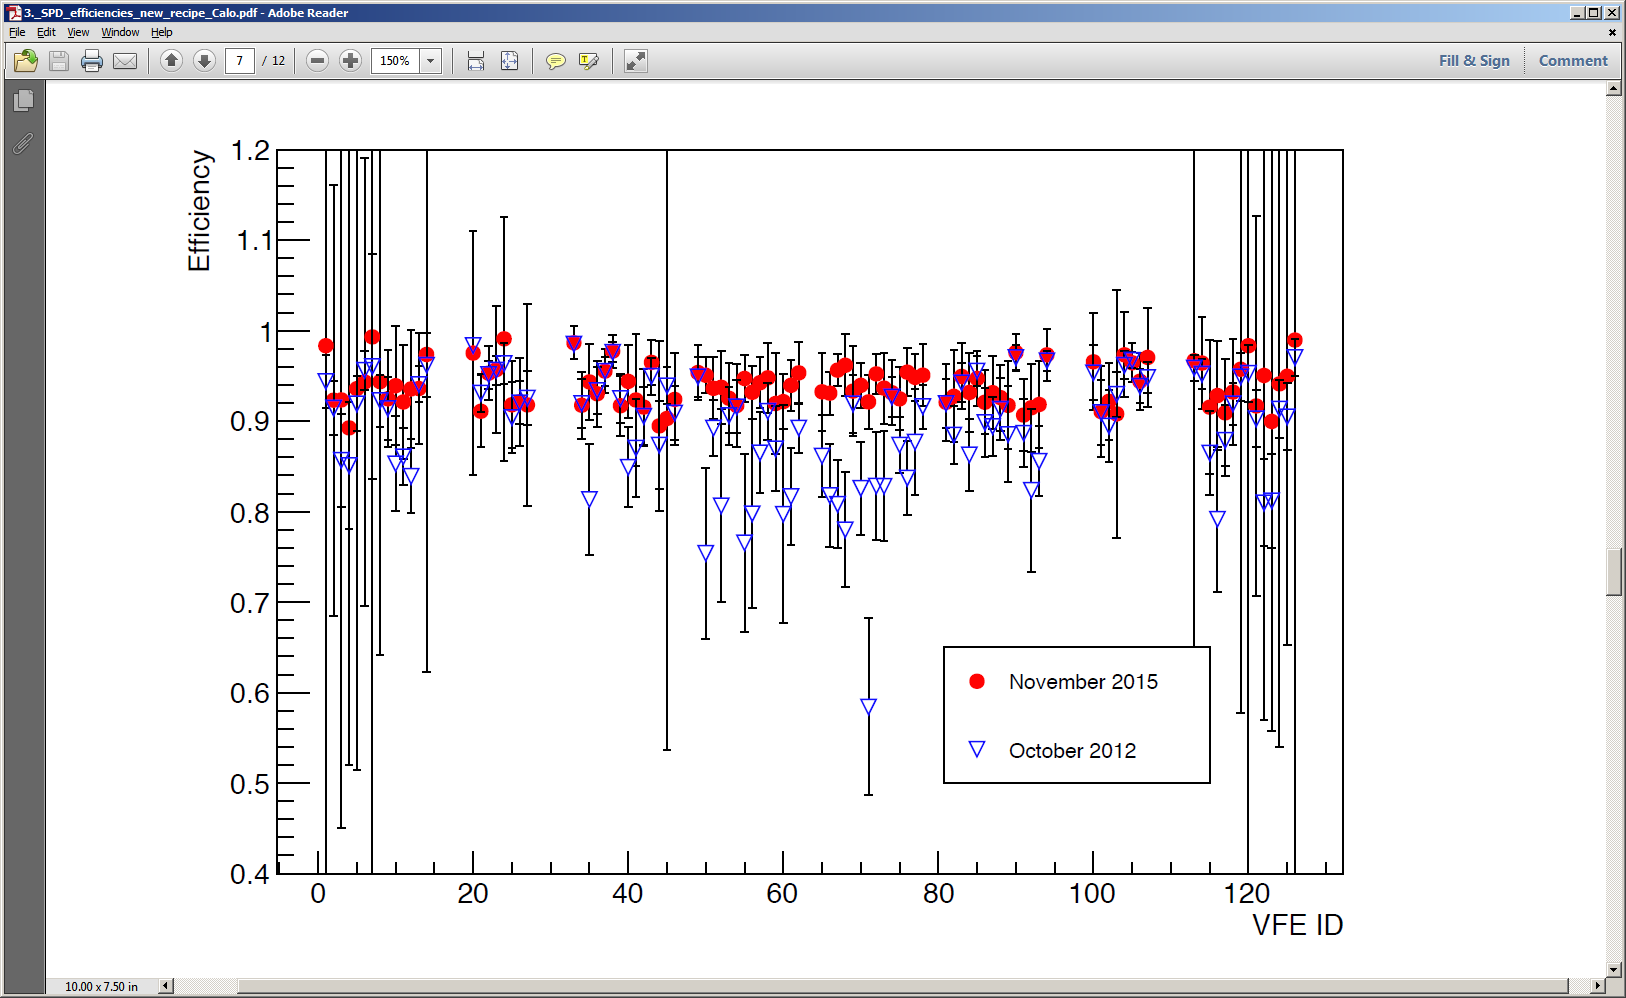 3._SPD_efficiencies_new_recipe_Calo.pdf - Adobe Reader
File Edit View Window Help
7 / 12 150% Fill & Sign Comment
Efficiency
1.2
1.1
1
0.9
0.8
0.7
0.6
0.5
0.4
November 2015
October 2012
0 20 40 60 80 100 120
VFE ID
10.00 x 7.50 in